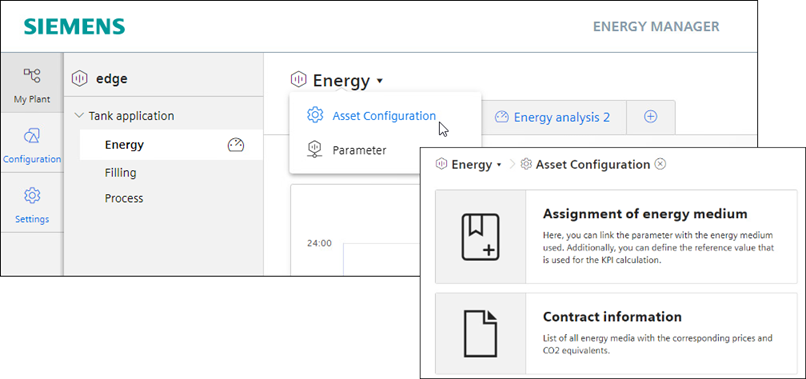 SIEMENS
ENERGY MANAGER
My Plant
Configuration
Settings
edge
Tank application
Energy
Filling
Process
Energy
Asset Configuration
Parameter
Energy analysis 2
24:00
Energy
Asset Configuration
Assignment of energy medium
Here, you can link the parameter with the energy medium
used. Additionally, you can define the reference value that
is used for the KPI calculation.
Contract information
List of all energy media with the corresponding prices and
CO2 equivalents.